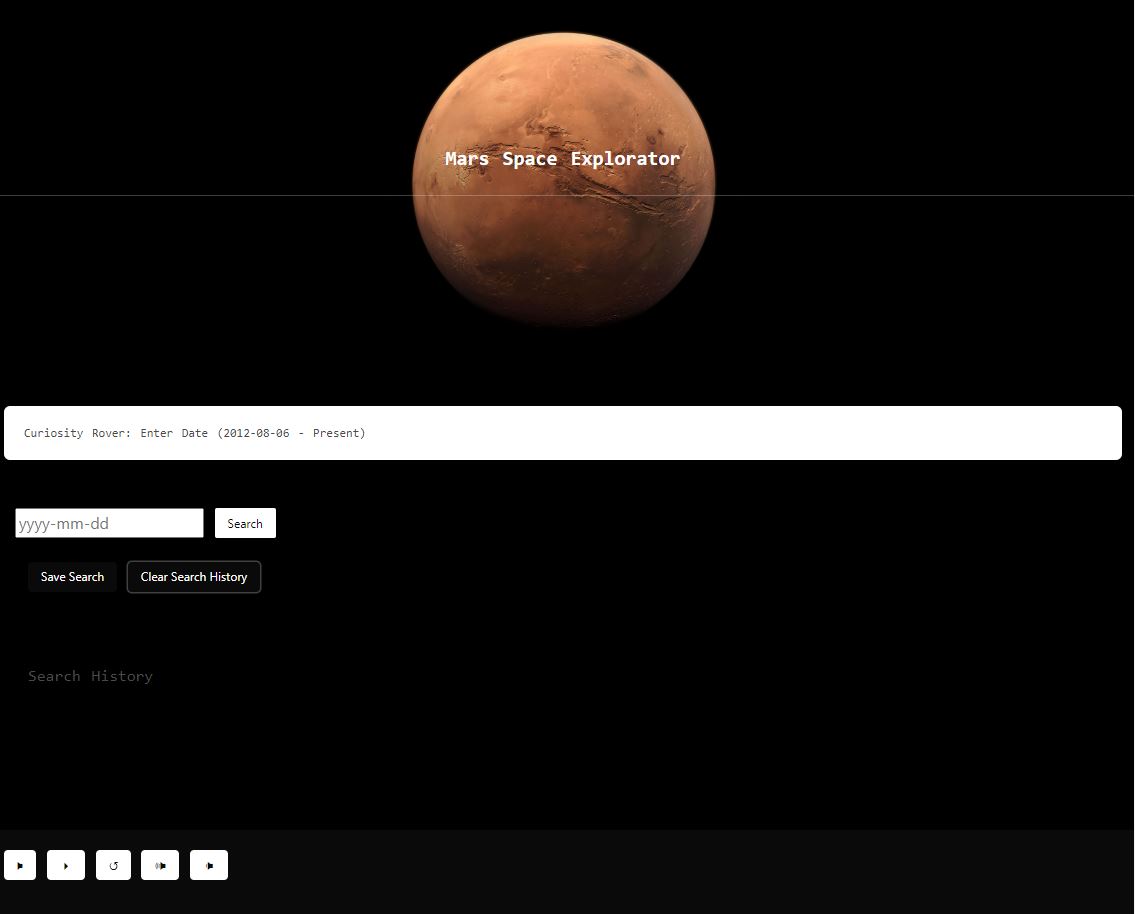 Mars Space Explorator
Curiosity Rover: Enter Date (2012-08-06 - Present)
yyyy-mm-dd
Search
Save Search
Clear Search History
Search History